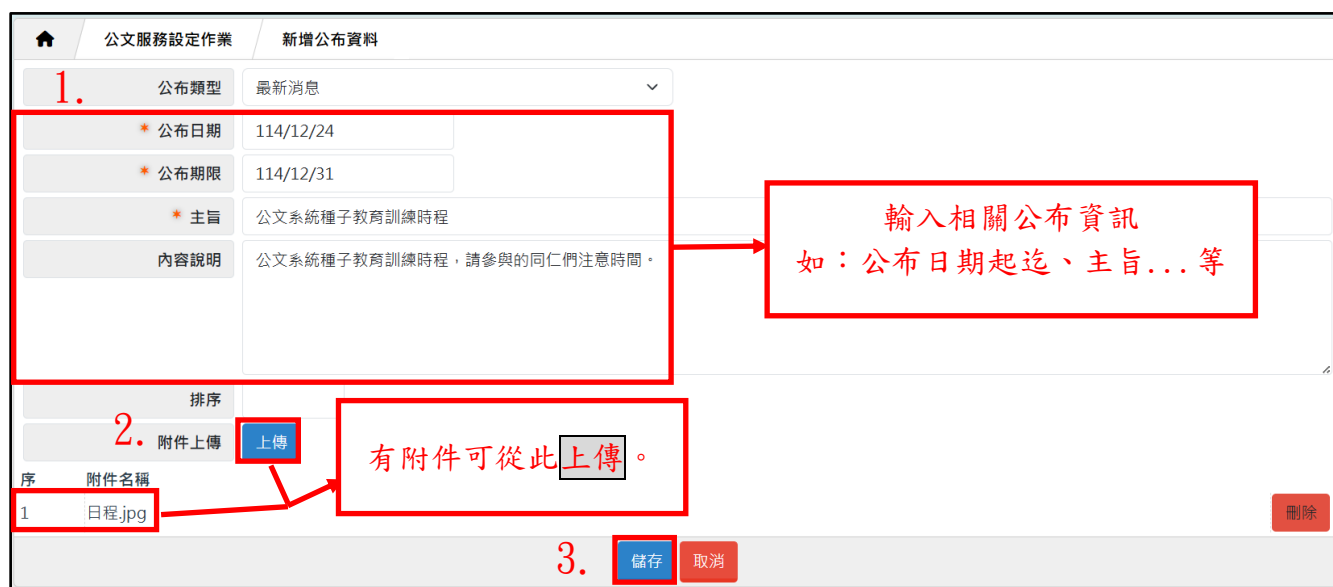 公文服務設定作業 新增公布資料
1. 公布類型 最新消息
* 公布日期 114/12/24
* 公布期限 114/12/31
* 主旨 公文系統種子教育訓練時程
內容說明 公文系統種子教育訓練時程,請參與的同仁們注意時間。
輸入相關公布資訊
如：公布日期起迄、主旨...等
排序
2. 附件上傳 上傳
有附件可從此上傳。
序 附件名稱
1 日程.jpg 刪除
3. 儲存 取消